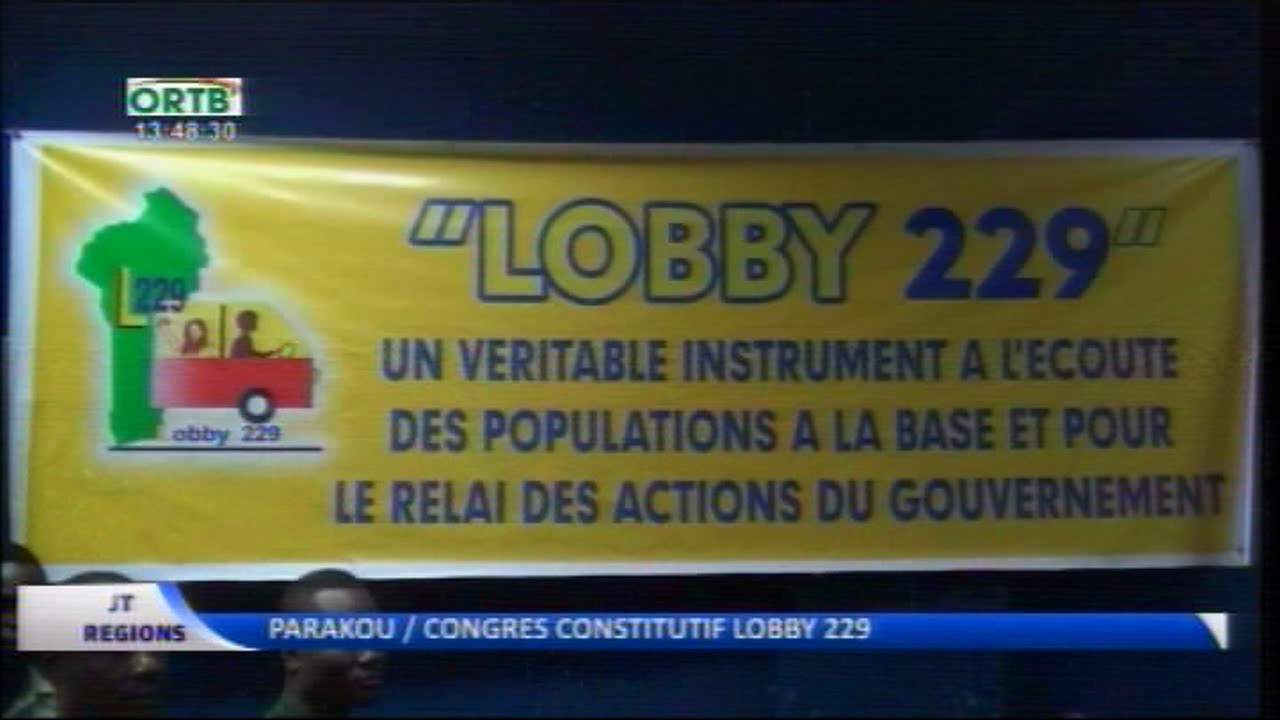 ORTB
13:48:30
"LOBBY 229"
L229
obby 229
UN VERITABLE INSTRUMENT A L'ECOUTE
DES POPULATIONS A LA BASE ET POUR
LE RELAI DES ACTIONS DU GOUVERNEMENT
JT
REGIONS
PARAKOU / CONGRES CONSTITUTIF LOBBY 229